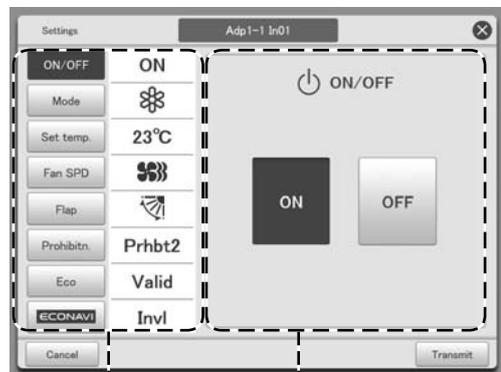 Settings Adp1-1 In01
ON/OFF ON
Mode
Set temp. 23°C
Fan SPD
Flap
Prohibitn. Prhbt2
Eco Valid
ECONAVI Invl
ON/OFF
ON OFF
Cancel Transmit